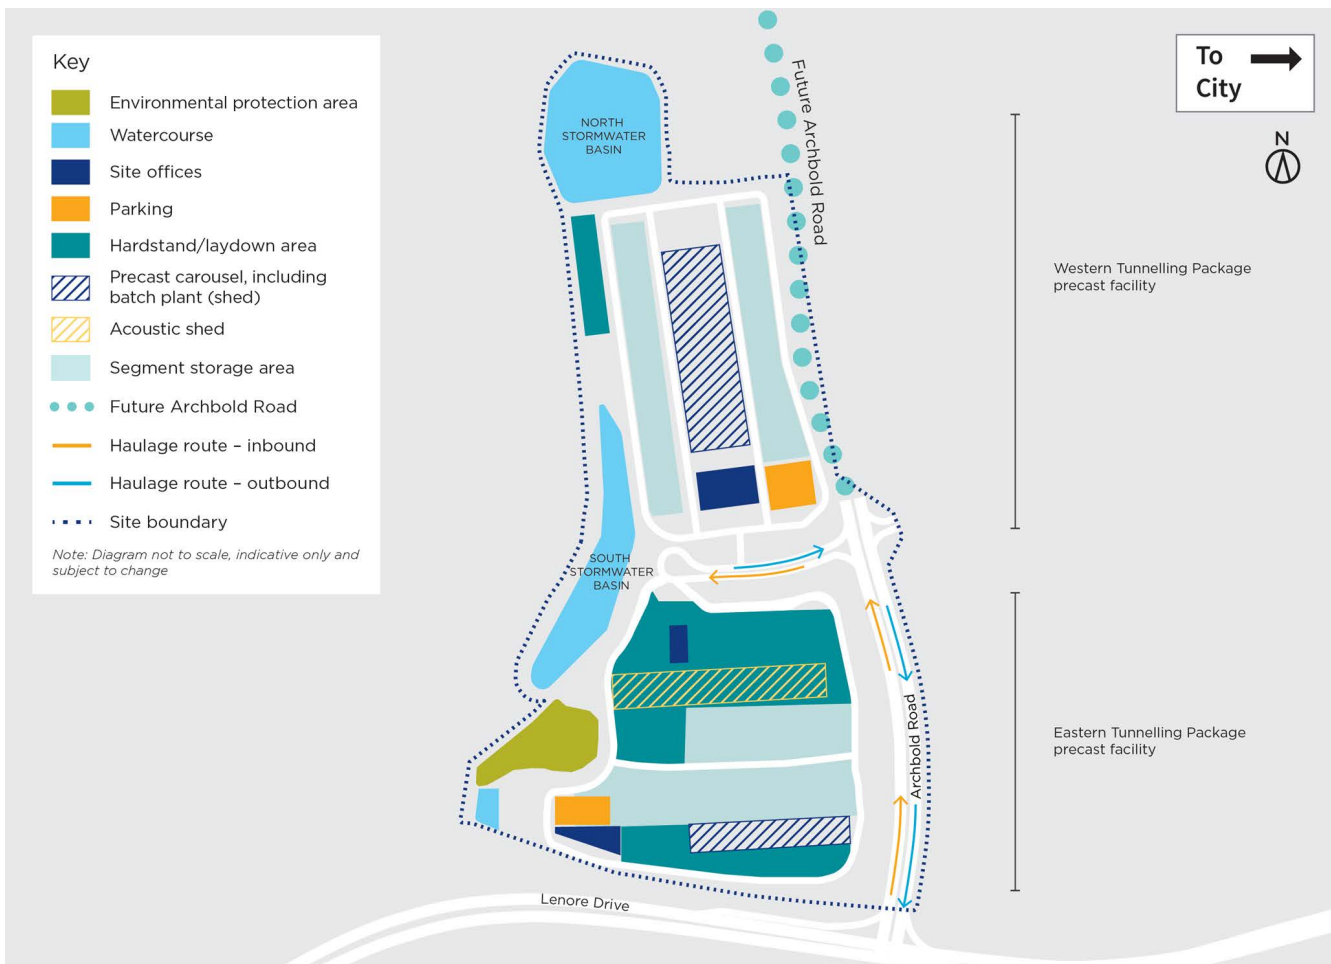 Key
Environmental protection area
Watercourse
Site offices
Parking
Hardstand/laydown area
Precast carousel, including
batch plant (shed)
Acoustic shed
Segment storage area
Future Archbold Road
Haulage route – inbound
Haulage route – outbound
Site boundary
Note: Diagram not to scale, indicative only and
subject to change
NORTH
STORMWATER
BASIN
Future Archbold Road
To
City
N
Western Tunnelling Package
precast facility
SOUTH
STORMWATER
BASIN
Archbold Road
Eastern Tunnelling Package
precast facility
Lenore Drive